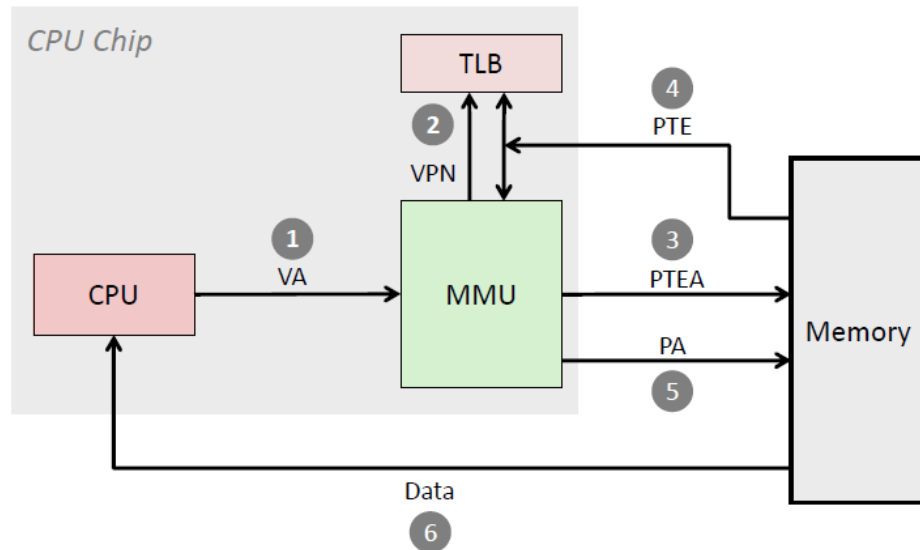 CPU Chip
TLB
4
PTE
2
VPN
1
VA
3
PTEA
CPU
MMU
Memory
PA
5
Data
6